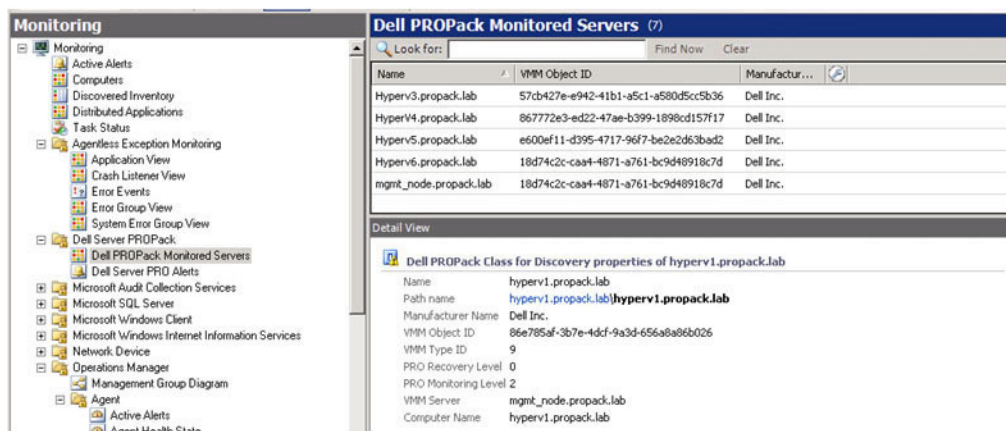 Monitoring
Monitoring
Active Alerts
Computers
Discovered Inventory
Distributed Applications
Task Status
Agentless Exception Monitoring
Application View
Crash Listener View
Error Events
Error Group View
System Error Group View
Dell Server PROPack
Dell PROPack Monitored Servers
Dell Server PRO Alerts
Microsoft Audit Collection Services
Microsoft SQL Server
Microsoft Windows Client
Microsoft Windows Internet Information Services
Network Device
Operations Manager
Management Group Diagram
Agent
Active Alerts
Agent Health State
Dell PROPack Monitored Servers (7)
Look for: Find Now Clear
Name VMM Object ID Manufactur...
Hyperv3.propack.lab 57cb427e-e942-41b1-a5c1-a580d5cc5b36 Dell Inc.
HyperV4.propack.lab 867772e3-ed22-47ae-b399-1898cd157f17 Dell Inc.
Hyperv5.propack.lab e600ef11-d395-4717-96f7-be2e2d63bad2 Dell Inc.
Hyperv6.propack.lab 18d74c2c-caa4-4871-a761-bc9d48918c7d Dell Inc.
mgmt_node.propack.lab 18d74c2c-caa4-4871-a761-bc9d48918c7d Dell Inc.
Detail View
Dell PROPack Class for Discovery properties of hyperv1.propack.lab
Name hyperv1.propack.lab
Path name hyperv1.propack.lab\hyperv1.propack.lab
Manufacturer Name Dell Inc.
VMM Object ID 86e785af-3b7e-4dcf-9a3d-656a8a86b026
VMM Type ID 9
PRO Recovery Level 0
PRO Monitoring Level 2
VMM Server mgmt_node.propack.lab
Computer Name hyperv1.propack.lab